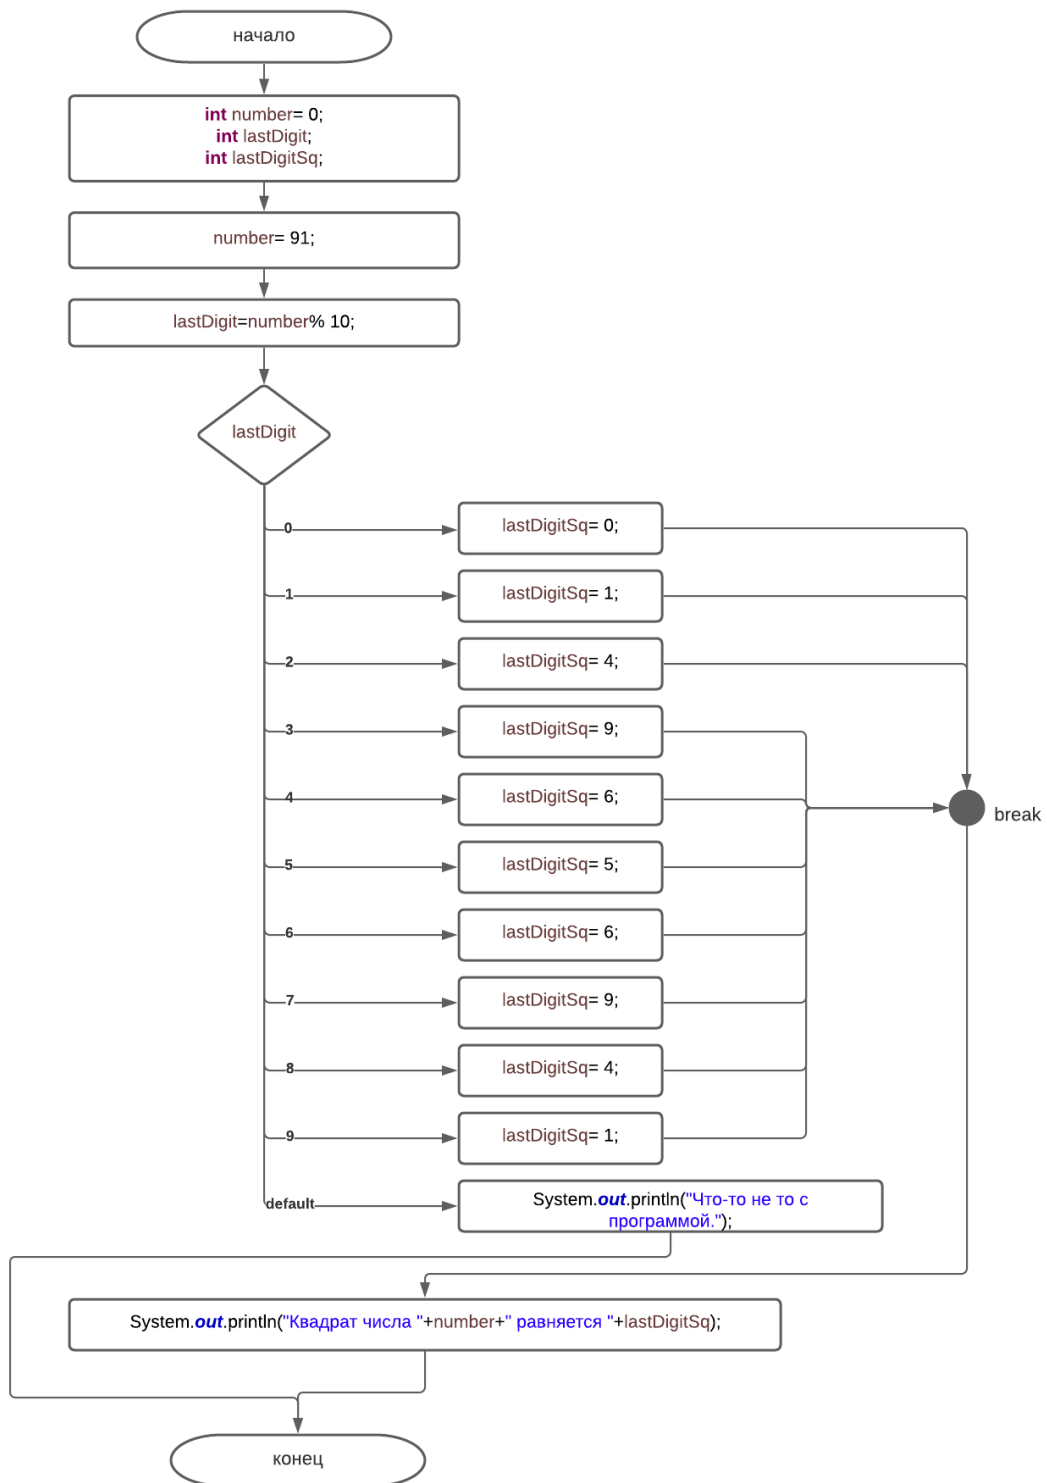 начало
int number= 0;
int lastDigit;
int lastDigitSq;
number= 91;
lastDigit=number% 10;
lastDigit
0
lastDigitSq= 0;
1
lastDigitSq= 1;
2
lastDigitSq= 4;
3
lastDigitSq= 9;
4
lastDigitSq= 6;
break
5
lastDigitSq= 5;
6
lastDigitSq= 6;
7
lastDigitSq= 9;
8
lastDigitSq= 4;
9
lastDigitSq= 1;
default
System.out.println("Что-то не то с
программой.");
System.out.println("Квадрат числа "+number+" равняется "+lastDigitSq);
конец